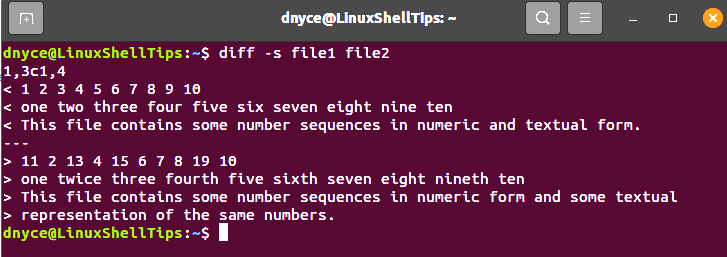 dnyce@LinuxShellTips: ~
dnyce@LinuxShellTips:~$ diff -s file1 file2
1,3c1,4
< 1 2 3 4 5 6 7 8 9 10
< one two three four five six seven eight nine ten
< This file contains some number sequences in numeric and textual form.
---
> 11 2 13 4 15 6 7 8 19 10
> one twice three fourth five sixth seven eight nineth ten
> This file contains some number sequences in numeric form and some textual
> representation of the same numbers.
dnyce@LinuxShellTips:~$